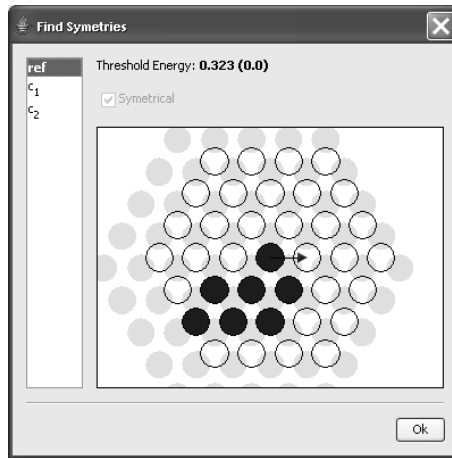 Find Symetries
ref
c1
c2
Threshold Energy: 0.323 (0.0)
Symetrical
Ok